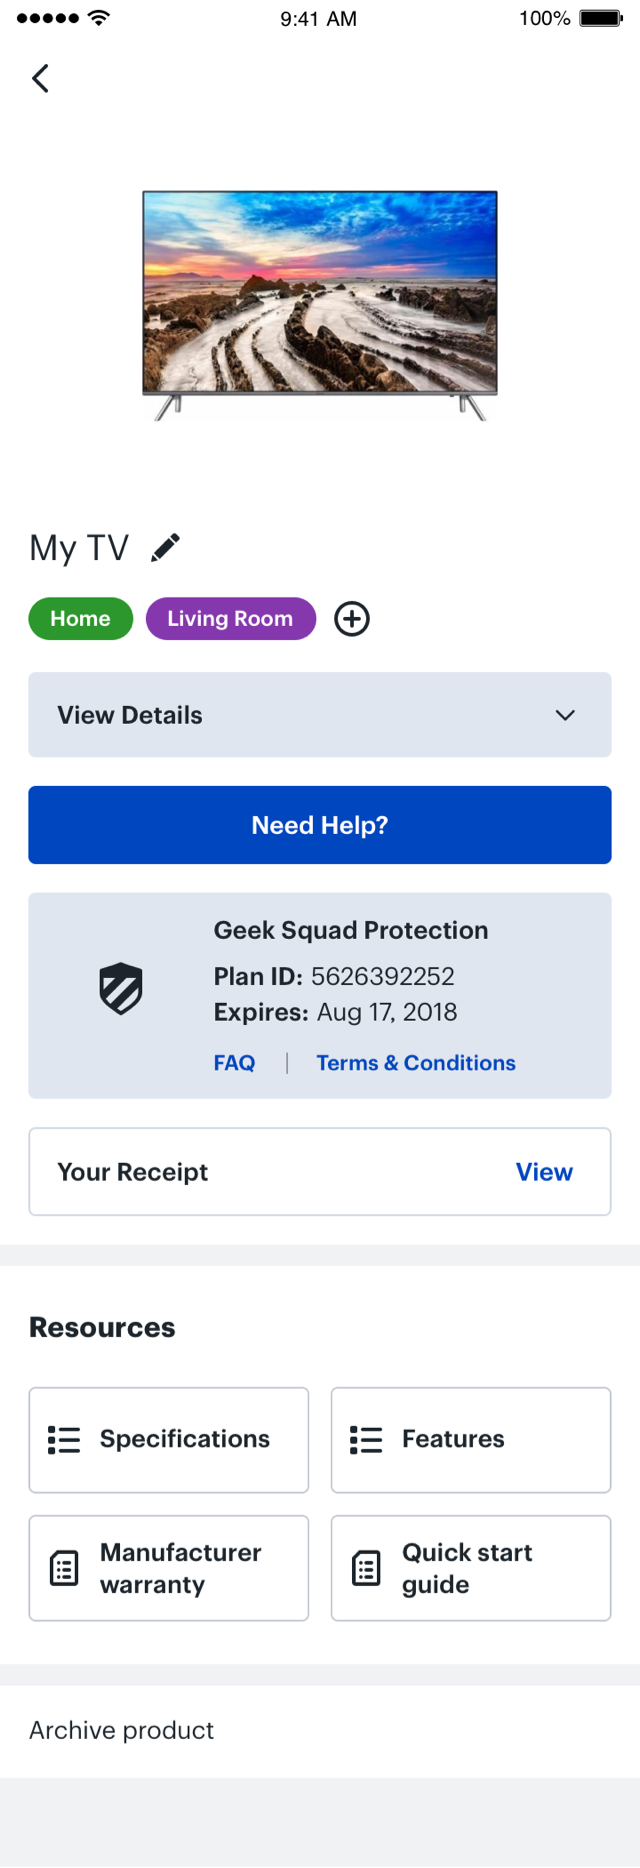 9:41 AM 100%
My TV
Home Living Room
View Details
Need Help?
Geek Squad Protection
Plan ID: 5626392252
Expires: Aug 17, 2018
FAQ | Terms & Conditions
Your Receipt View
Resources
Specifications
Features
Manufacturer
warranty
Quick start
guide
Archive product